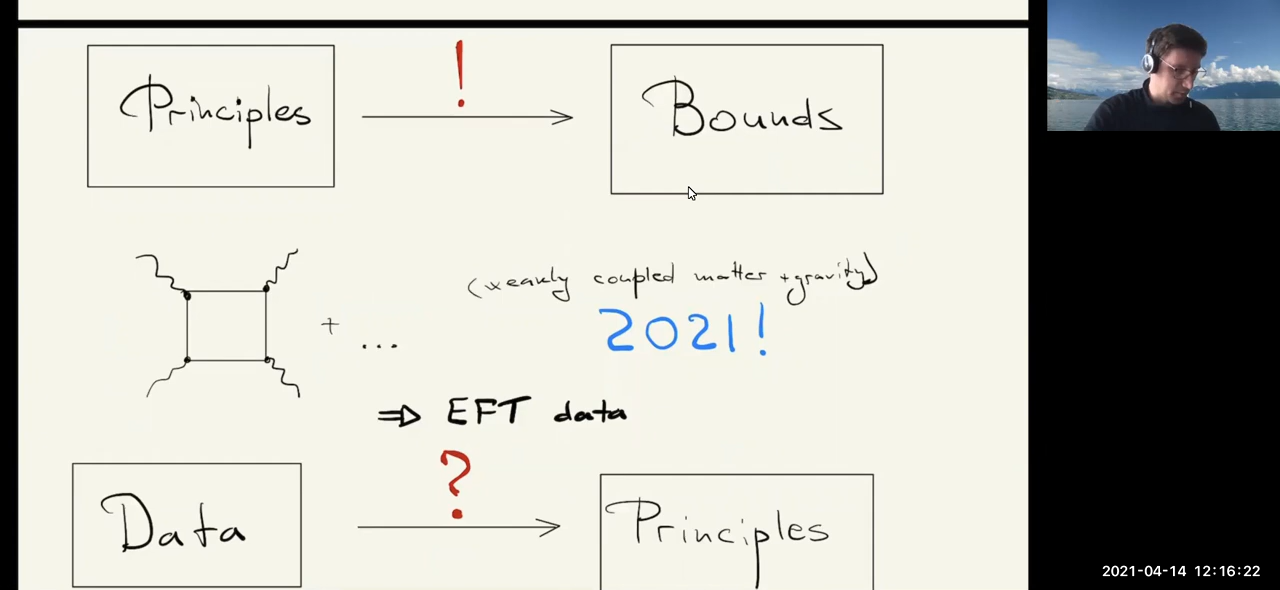 Principles
!
Bounds
(weakly coupled matter + gravity)
2021!
+ ...
⇒ EFT data
?
Data
Principles
2021-04-14 12:16:22